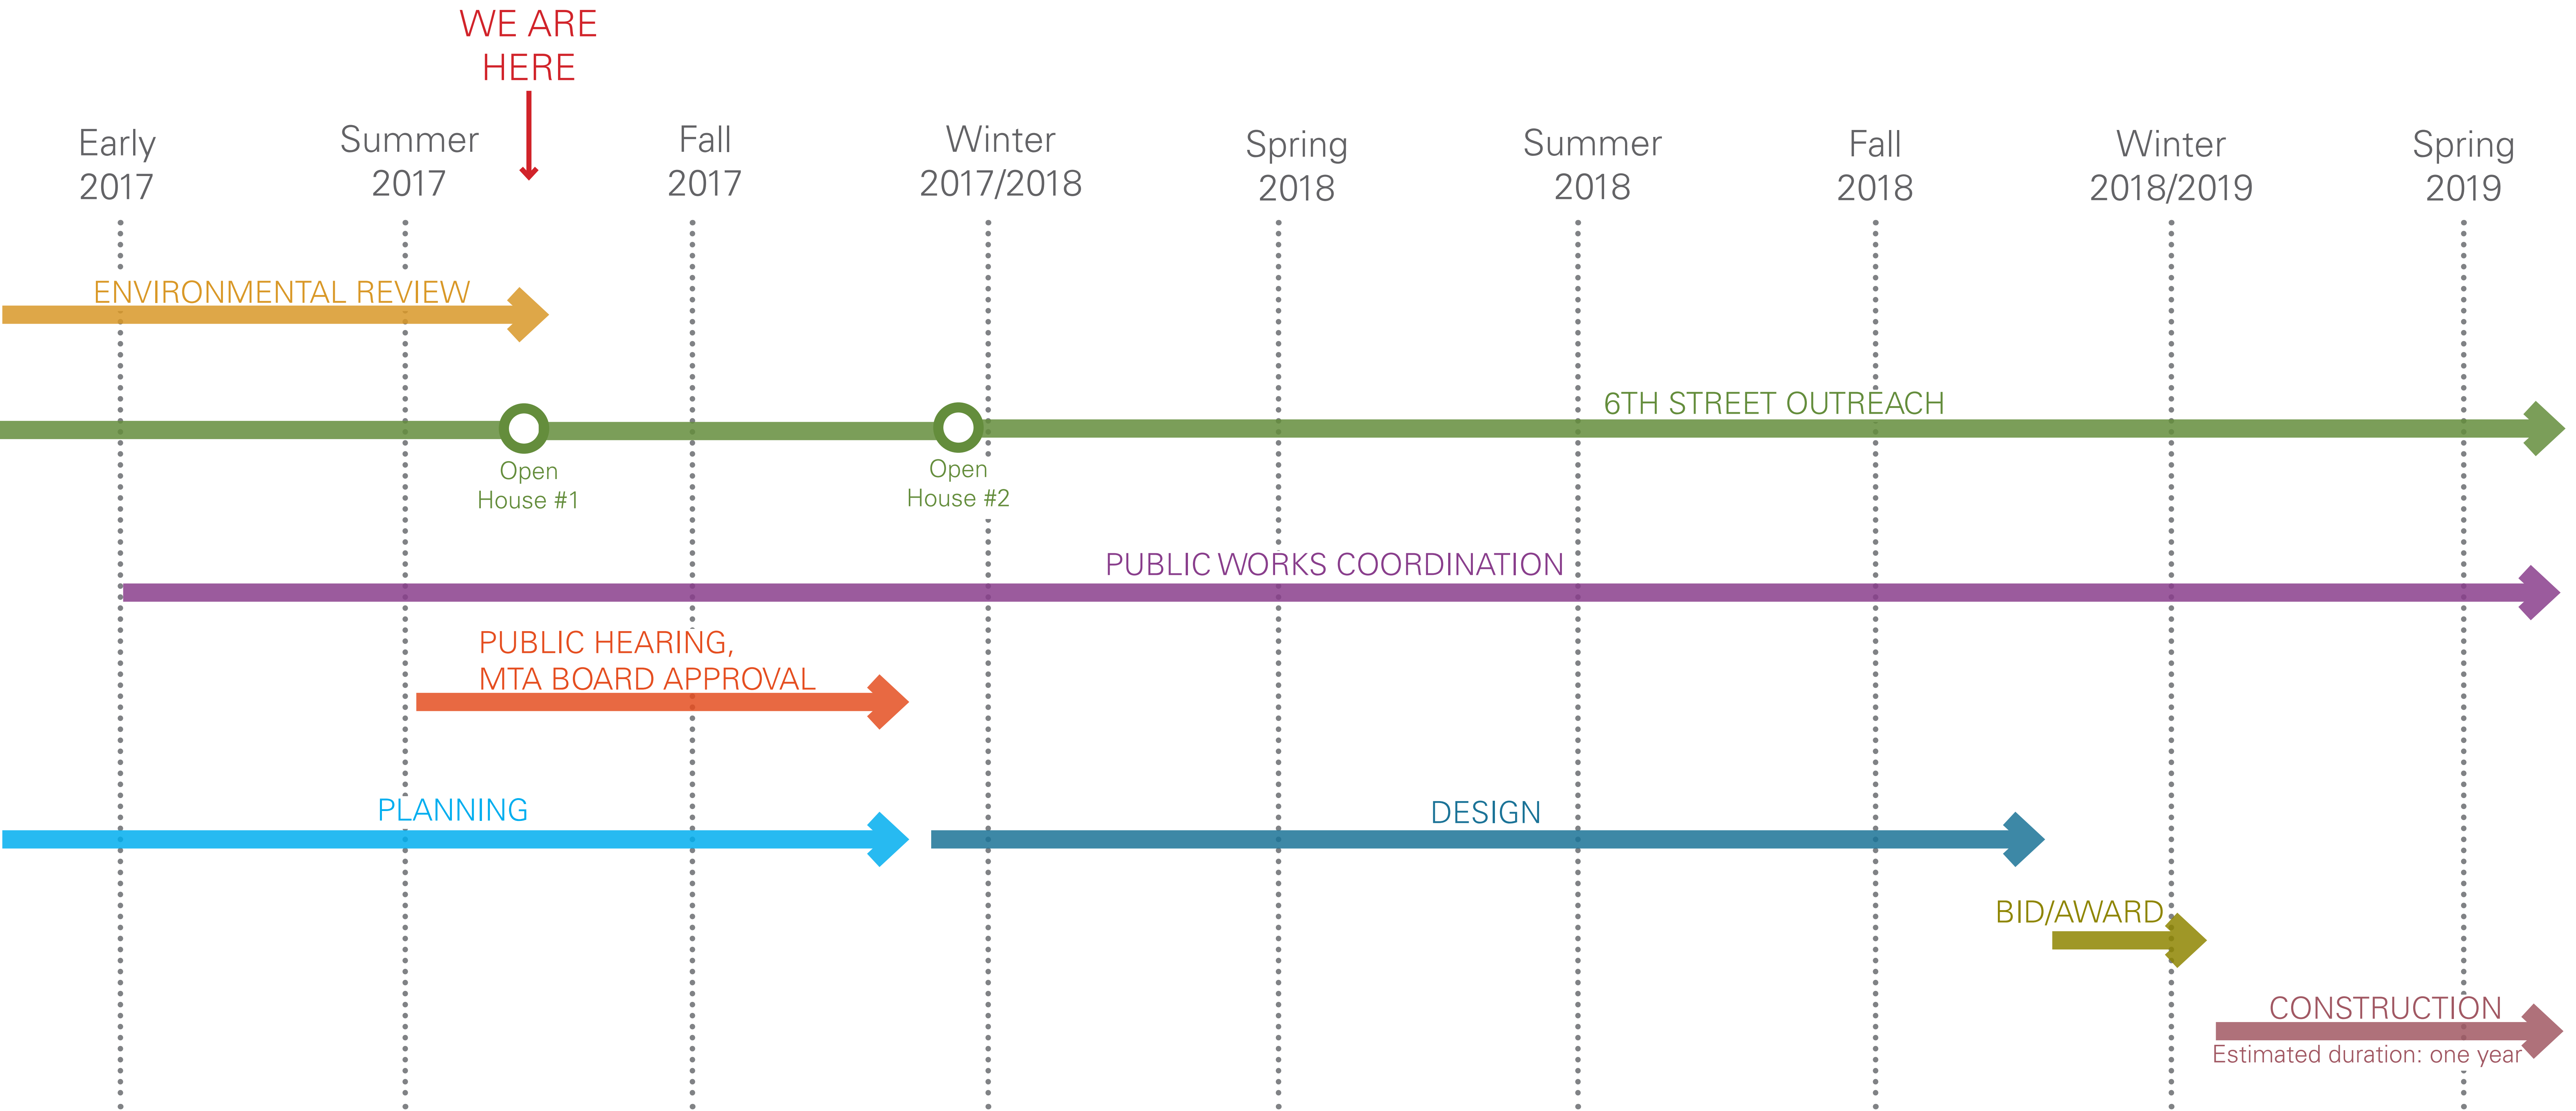 WE ARE
HERE
Early
2017
Summer
2017
Fall
2017
Winter
2017/2018
Spring
2018
Summer
2018
Fall
2018
Winter
2018/2019
Spring
2019
ENVIRONMENTAL REVIEW
6TH STREET OUTREACH
Open
House #1
Open
House #2
PUBLIC WORKS COORDINATION
PUBLIC HEARING,
MTA BOARD APPROVAL
PLANNING
DESIGN
BID/AWARD
CONSTRUCTION
Estimated duration: one year